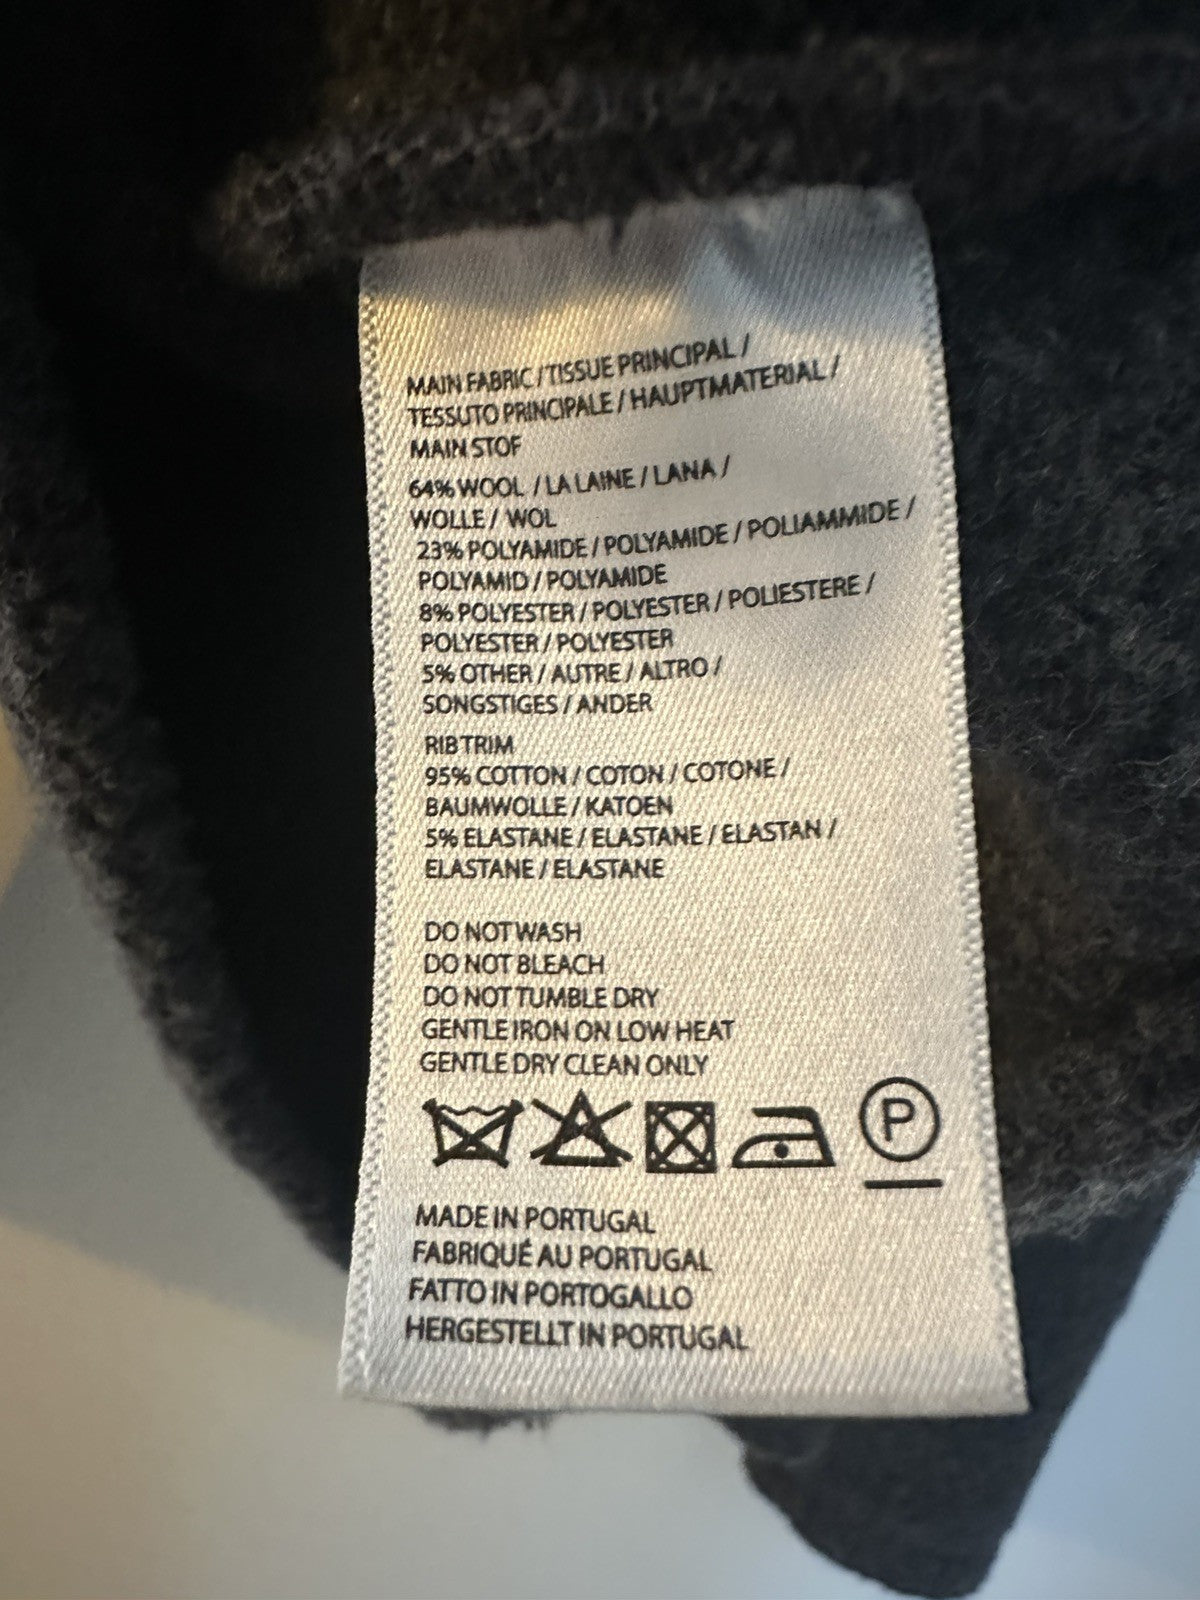 MAIN FABRIC / TISSUE PRINCIPAL /
TESSUTO PRINCIPALE / HAUPTMATERIAL /
MAIN STOF
64% WOOL / LA LAINE / LANA /
WOLLE / WOL
23% POLYAMIDE / POLYAMIDE / POLIAMMIDE /
POLYAMID / POLYAMIDE
8% POLYESTER / POLYESTER / POLIESTERE /
POLYESTER / POLYESTER
5% OTHER / AUTRE / ALTRO /
SONGSTIGES / ANDER
RIB TRIM
95% COTTON / COTON / COTONE /
BAUMWOLLE / KATOEN
5% ELASTANE / ELASTANE / ELASTAN /
ELASTANE / ELASTANE
DO NOT WASH
DO NOT BLEACH
DO NOT TUMBLE DRY
GENTLE IRON ON LOW HEAT
GENTLE DRY CLEAN ONLY
P
MADE IN PORTUGAL
FABRIQUÉ AU PORTUGAL
FATTO IN PORTOGALLO
HERGESTELLT IN PORTUGAL